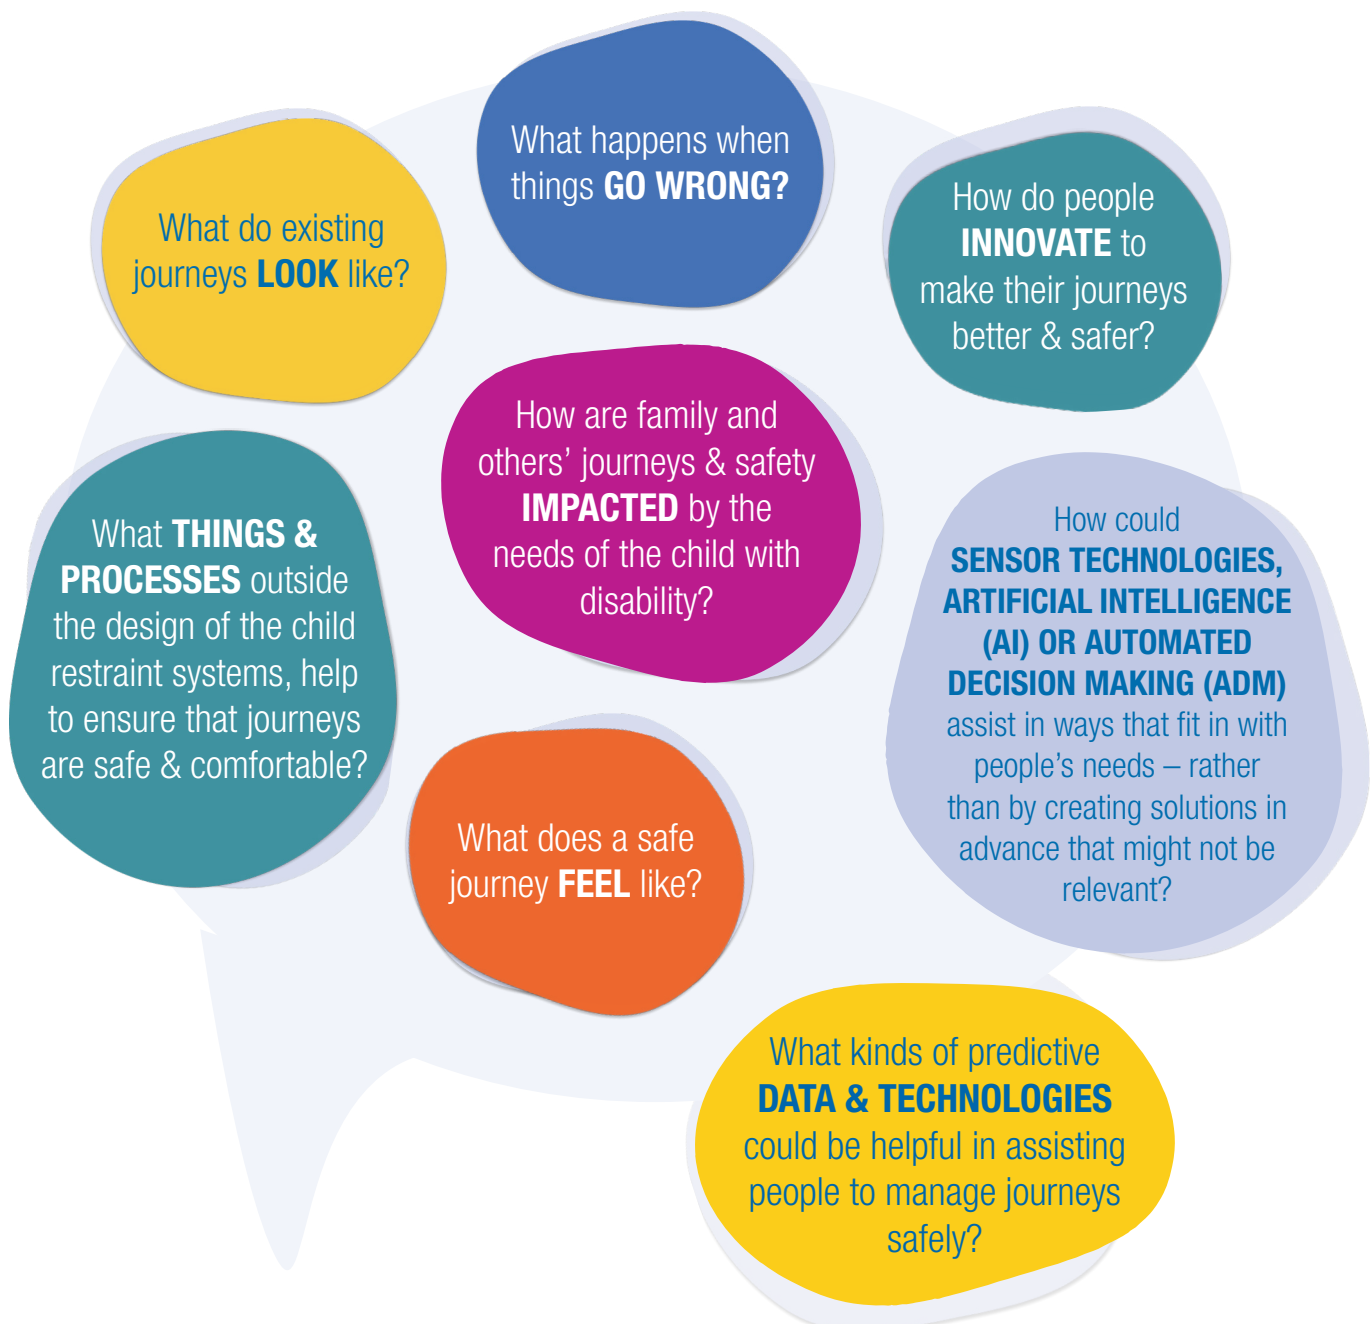 What happens when
things GO WRONG?
What do existing
journeys LOOK like?
How do people
INNOVATE to
make their journeys
better & safer?
How are family and
others’ journeys & safety
IMPACTED by the
needs of the child with
disability?
What THINGS &
PROCESSES outside
the design of the child
restraint systems, help
to ensure that journeys
are safe & comfortable?
How could
SENSOR TECHNOLOGIES,
ARTIFICIAL INTELLIGENCE
(AI) OR AUTOMATED
DECISION MAKING (ADM)
assist in ways that fit in with
people’s needs – rather
than by creating solutions in
advance that might not be
relevant?
What does a safe
journey FEEL like?
What kinds of predictive
DATA & TECHNOLOGIES
could be helpful in assisting
people to manage journeys
safely?